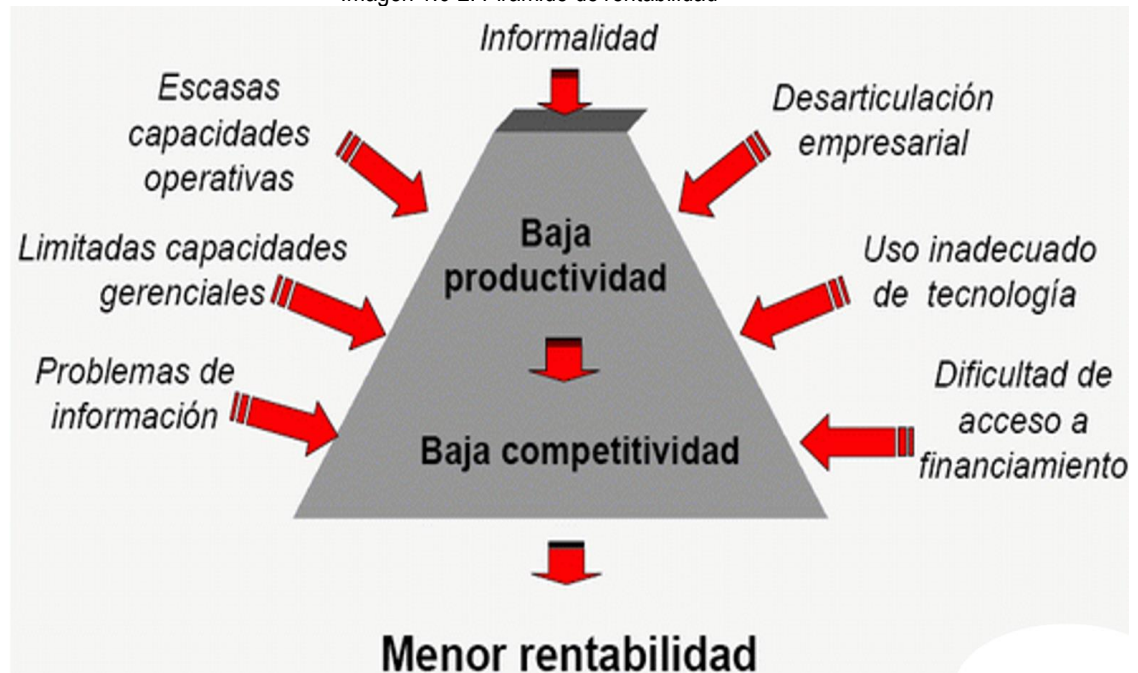 Informalidad
Escasas
capacidades
operativas
Desarticulación
empresarial
Limitadas capacidades
gerenciales
Baja
productividad
Uso inadecuado
de tecnología
Problemas de
información
Baja competitividad
Dificultad de
acceso a
financiamiento
Menor rentabilidad